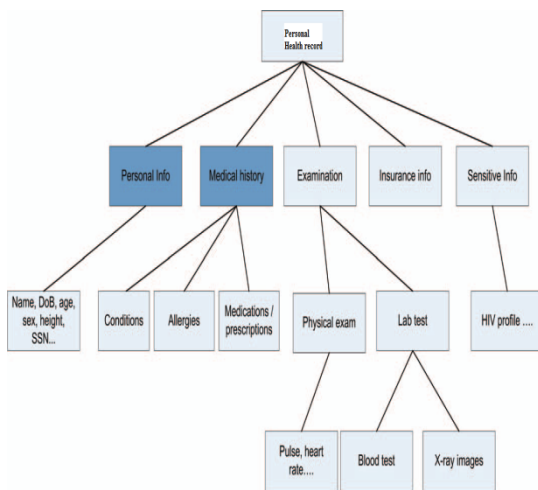 Personal
Health record
Personal Info
Medical history
Examination
Insurance info
Sensitive Info
Name, DoB, age,
sex, height,
SSN...
Conditions
Allergies
Medications /
prescriptions
Physical exam
Lab test
HIV profile .....
Pulse, heart
rate....
Blood test
X-ray images